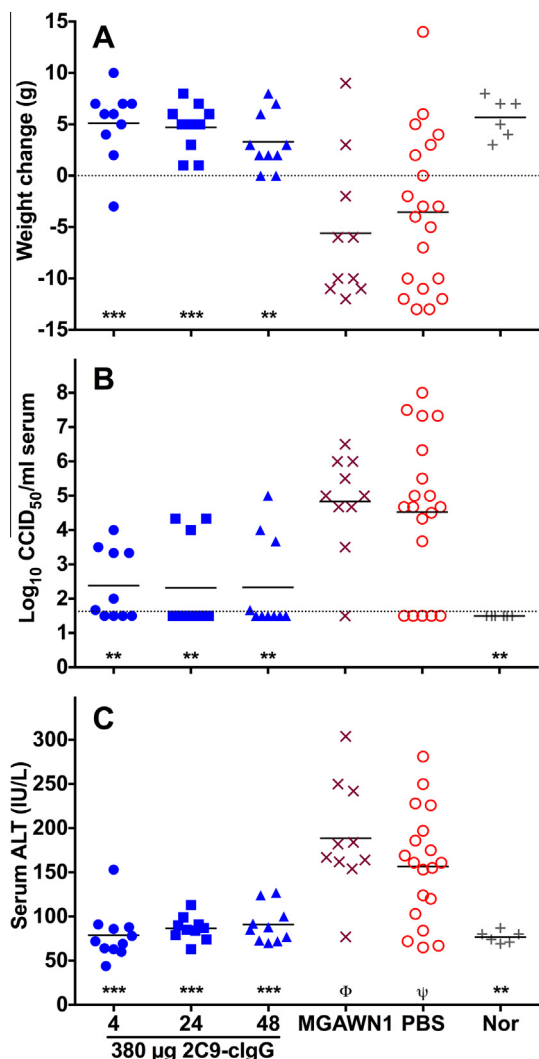 A
Weight change (g)
15
10
5
0
-5
-10
-15
*** *** **
B
Log10 CCID50/ml serum
8
7
6
5
4
3
2
1
0
** ** ** **
C
Serum ALT (IU/L)
300
250
200
150
100
50
0
*** *** *** Φ ψ **
4 24 48 MGAWN1 PBS Nor
380 µg 2C9-cIgG